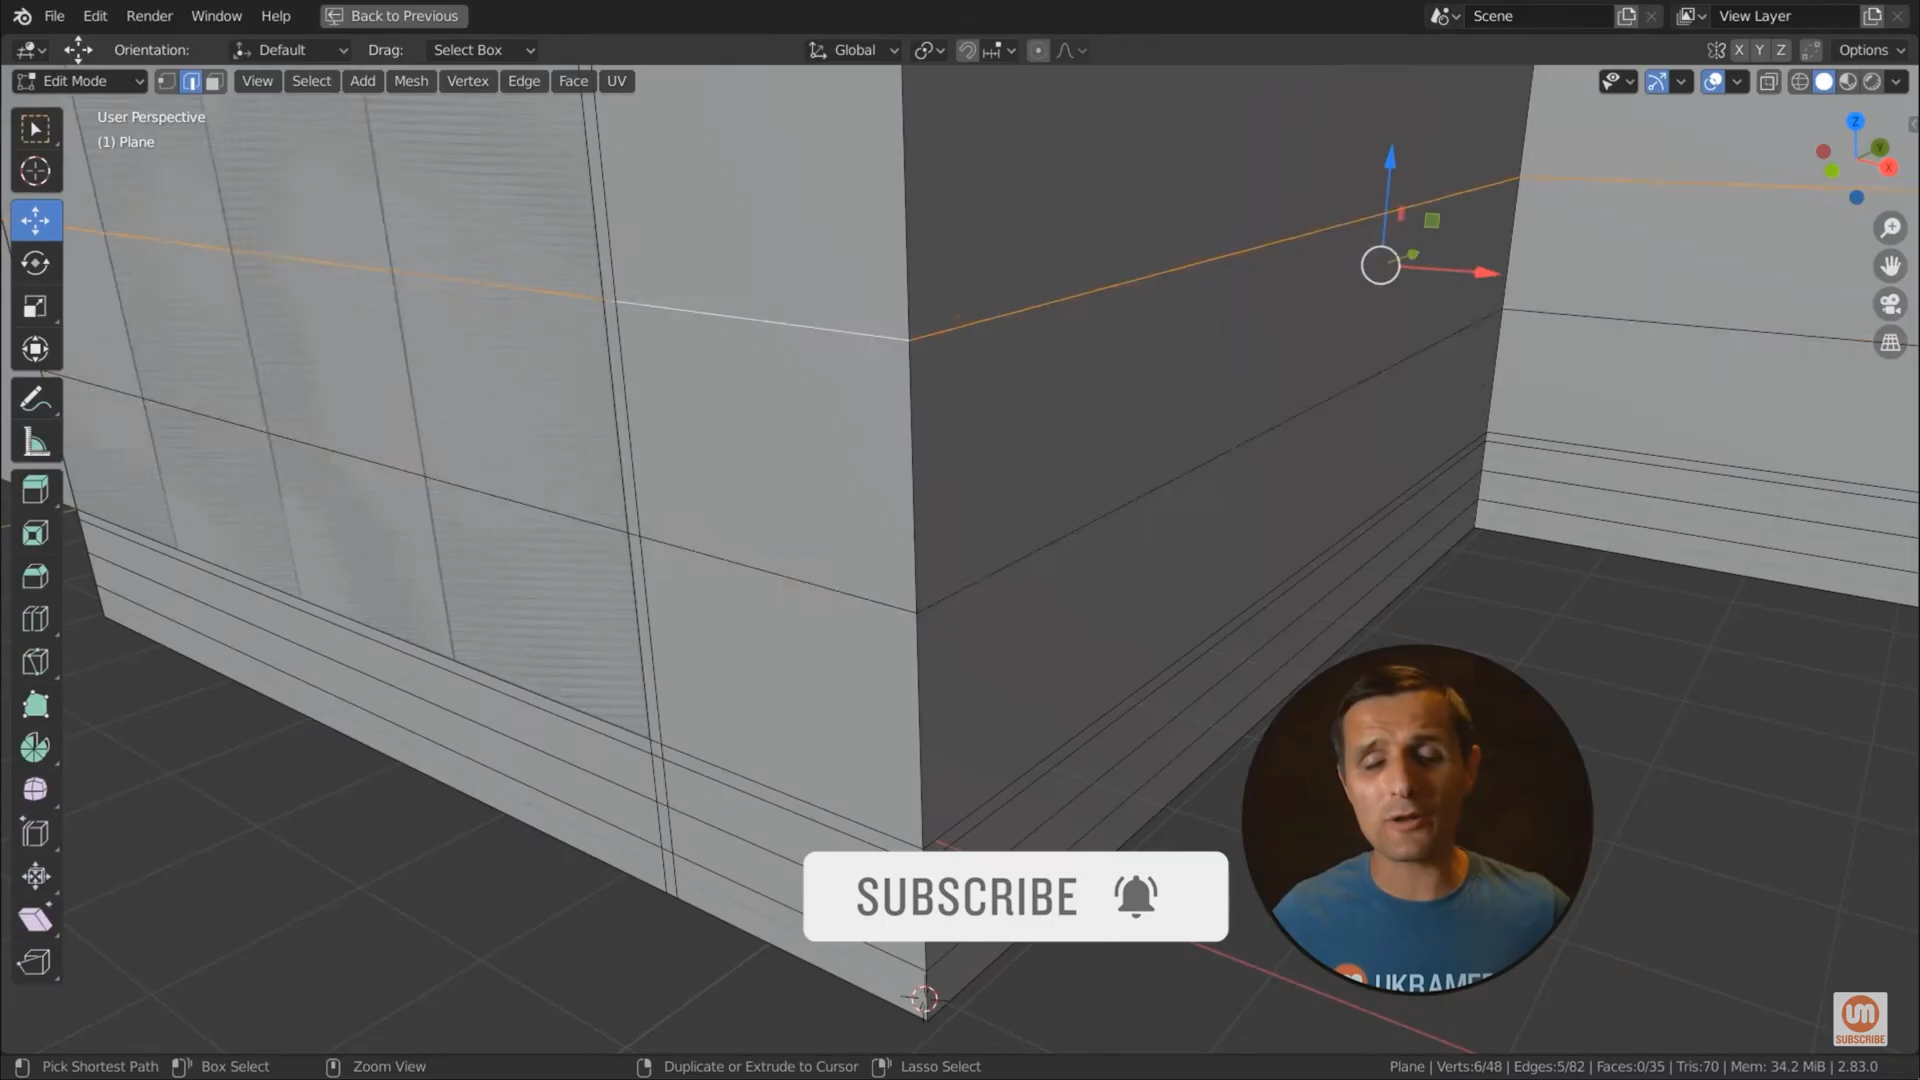 File Edit Render Window Help Back to Previous Scene View Layer
Orientation: Default Drag: Select Box Global X Y Z Options
Edit Mode View Select Add Mesh Vertex Edge Face UV
User Perspective
(1) Plane
Z
Y
X
SUBSCRIBE
UKRAME
um
SUBSCRIBE
Pick Shortest Path Box Select Zoom View Duplicate or Extrude to Cursor Lasso Select Plane | Verts:6/48 | Edges:5/82 | Faces:0/35 | Tris:70 | Mem: 34.2 MiB | 2.83.0